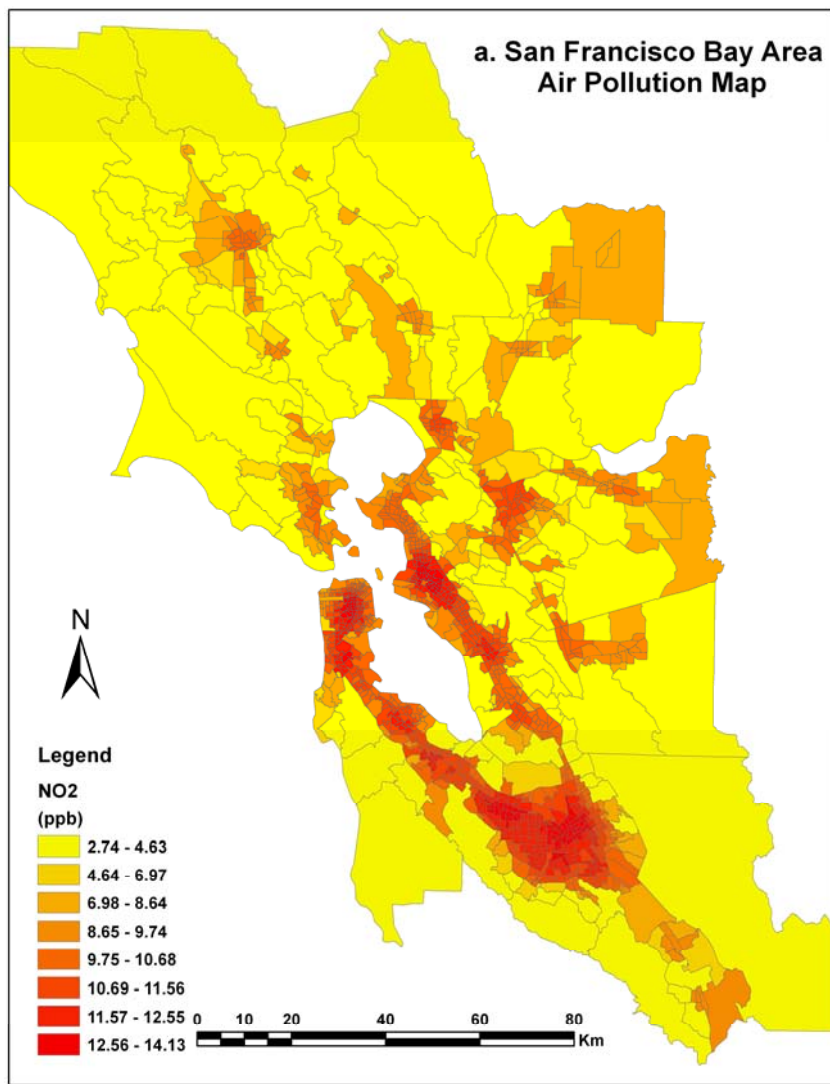 a. San Francisco Bay Area
Air Pollution Map
N
Legend
NO2
(ppb)
2.74 - 4.63
4.64 - 6.97
6.98 - 8.64
8.65 - 9.74
9.75 - 10.68
10.69 - 11.56
11.57 - 12.55
12.56 - 14.13
0 10 20 40 60 80
Km